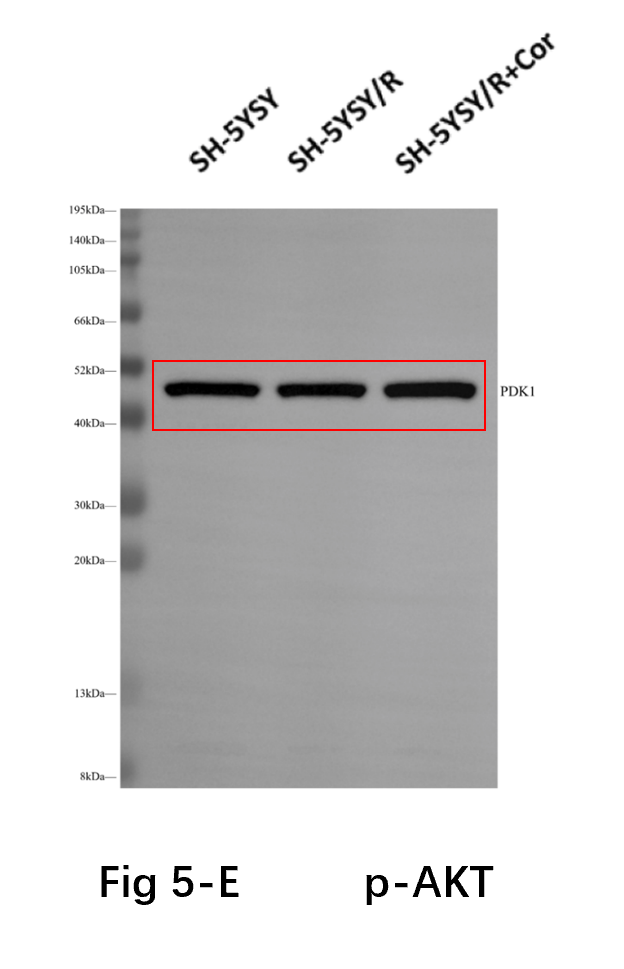 SH-5YSY
SH-5YSY/R
SH-5YSY/R+Cor
195kDa
140kDa
105kDa
66kDa
52kDa
PDK1
40kDa
30kDa
20kDa
13kDa
8kDa
Fig 5-E p-AKT